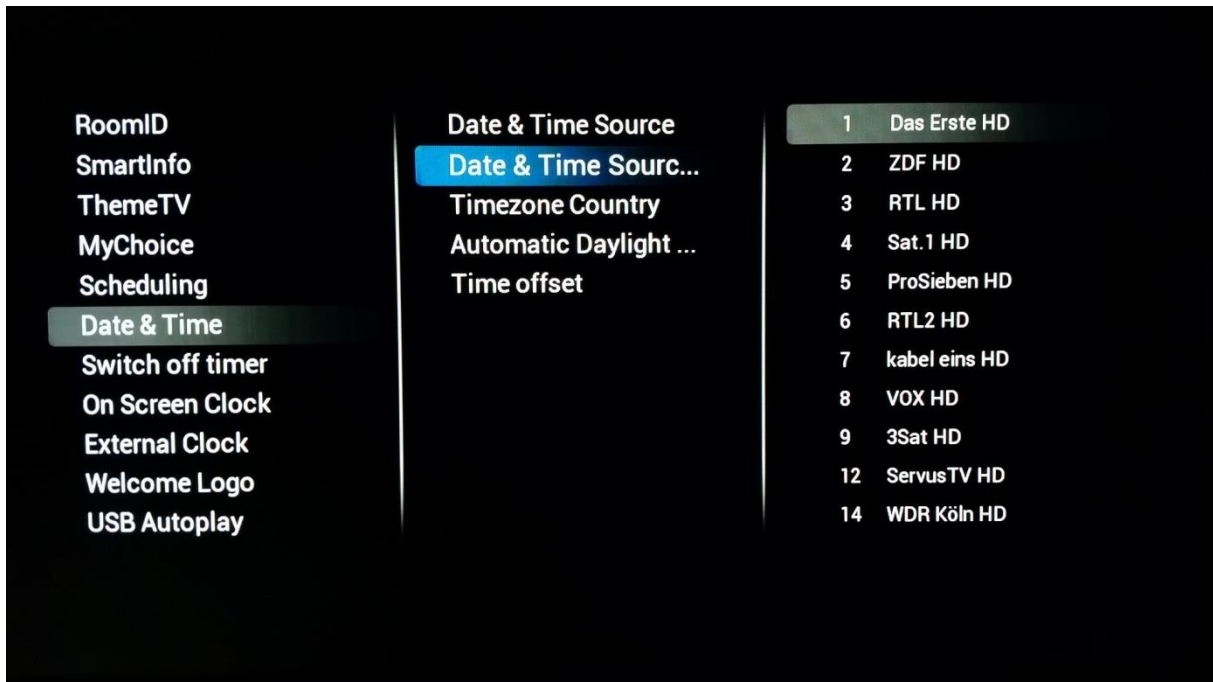 RoomID
SmartInfo
ThemeTV
MyChoice
Scheduling
Date & Time
Switch off timer
On Screen Clock
External Clock
Welcome Logo
USB Autoplay
Date & Time Source
Date & Time Sourc...
Timezone Country
Automatic Daylight ...
Time offset
1 Das Erste HD
2 ZDF HD
3 RTL HD
4 Sat.1 HD
5 ProSieben HD
6 RTL2 HD
7 kabel eins HD
8 VOX HD
9 3Sat HD
12 ServusTV HD
14 WDR Köln HD